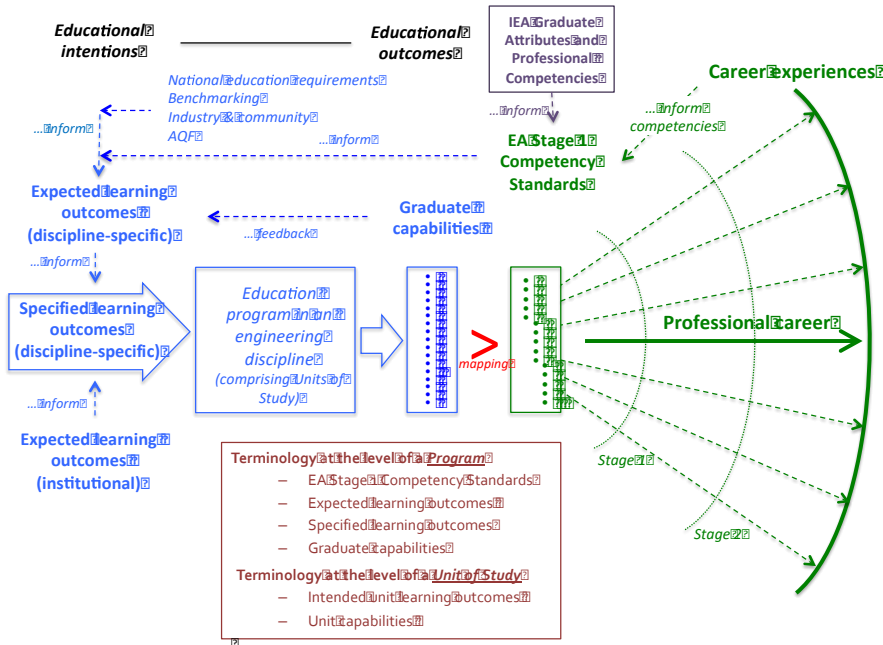 Educational
intentions
Educational
outcomes
IEA Graduate
Attributes and
Professional
Competencies
Career experiences
National education requirements
Benchmarking
Industry & community
AQF
… inform
… inform
… inform
… inform
competencies
EA Stage 1
Competency
Standards
Expected learning
outcomes
(discipline-specific)
Graduate
capabilities
… feedback
… inform
Specified learning
outcomes
(discipline-specific)
Education
program in an
engineering
discipline
(comprising Units of
Study)
>
mapping
Professional career
… inform
Expected learning
outcomes
(institutional)
Stage 1
Stage 2
Terminology at the level of a Program
– EA Stage 1 Competency Standards
– Expected learning outcomes
– Specified learning outcomes
– Graduate capabilities
Terminology at the level of a Unit of Study
– Intended unit learning outcomes
– Unit capabilities